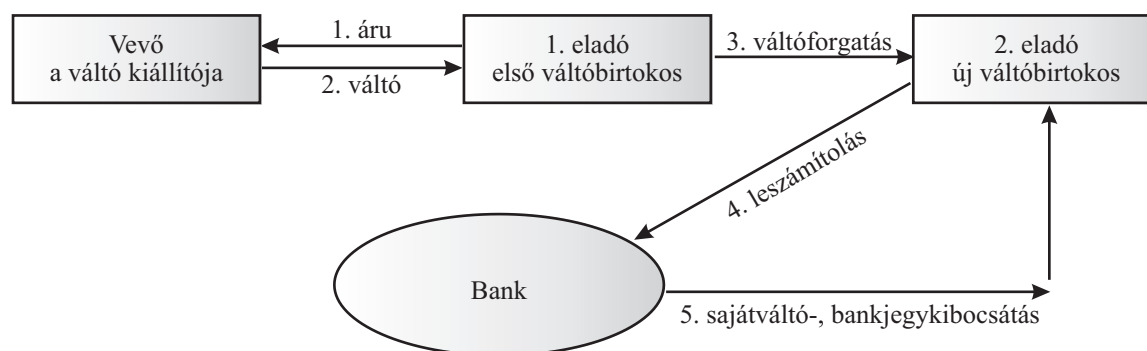 Vevő
a váltó kiállítója
1. áru
2. váltó
1. eladó
első váltóbirtokos
3. váltóforgatás
2. eladó
új váltóbirtokos
4. leszámítolás
Bank
5. sajátváltó-, bankjegykibocsátás